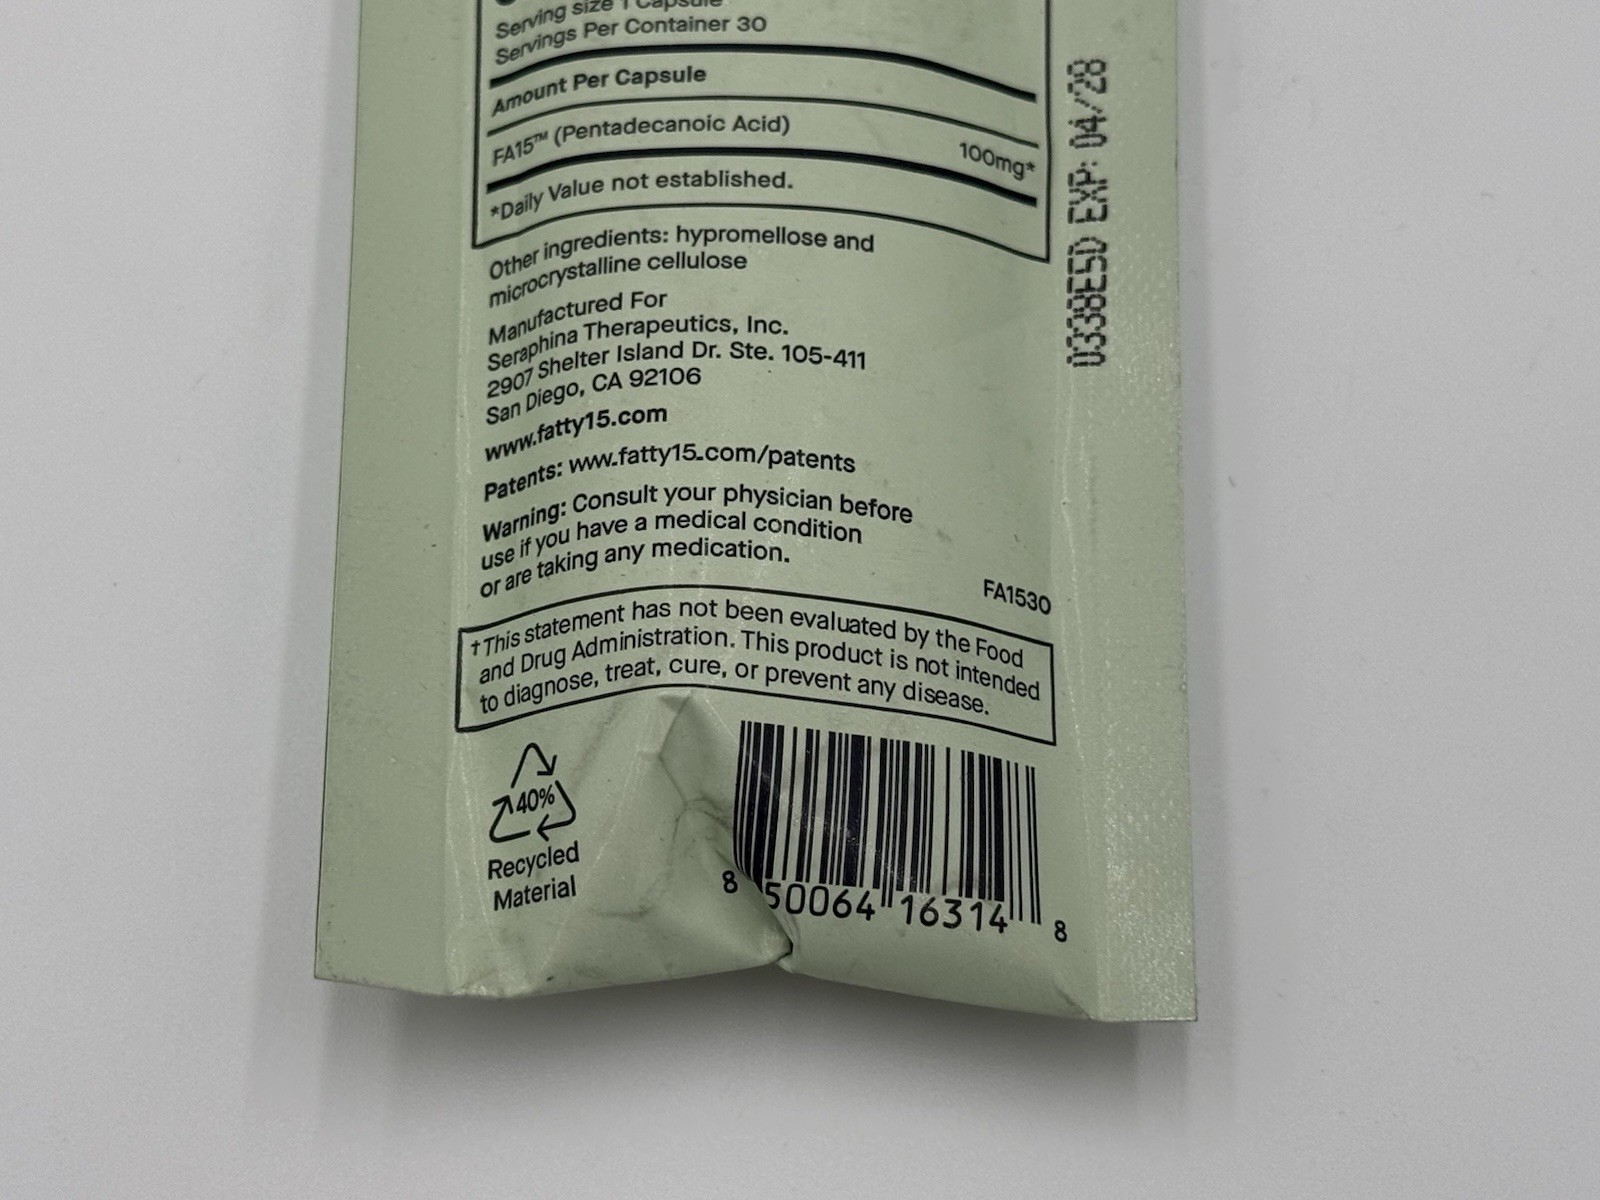 Serving size 1 Capsule
Servings Per Container 30
Amount Per Capsule
FA15™ (Pentadecanoic Acid) 100mg*
*Daily Value not established.
Other ingredients: hypromellose and
microcrystalline cellulose
Manufactured For
Seraphina Therapeutics, Inc.
2907 Shelter Island Dr. Ste. 105-411
San Diego, CA 92106
www.fatty15.com
Patents: www.fatty15.com/patents
Warning: Consult your physician before
use if you have a medical condition
or are taking any medication.
FA1530
†This statement has not been evaluated by the Food
and Drug Administration. This product is not intended
to diagnose, treat, cure, or prevent any disease.
40%
Recycled
Material
8 50064 16314 8
0338E5D EXP: 04/28